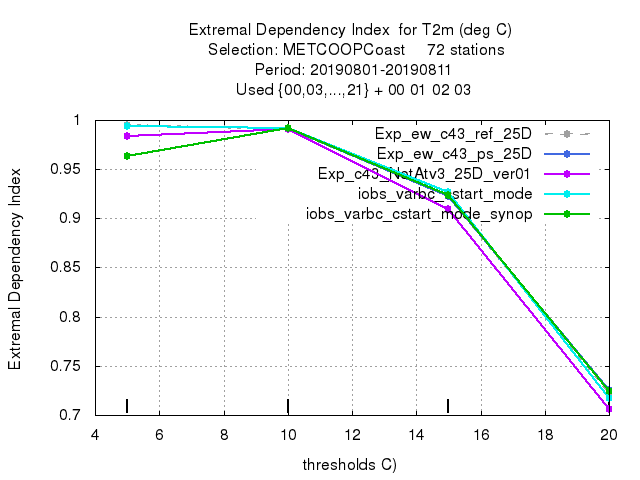 Extremal Dependency Index for T2m (deg C)
Selection: METCOOPCoast 72 stations
Period: 20190801-20190811
Used {00,03,...,21} + 00 01 02 03
Extremal Dependency Index
1
0.95
0.9
0.85
0.8
0.75
0.7
4 6 8 10 12 14 16 18 20
thresholds C)
Exp_ew_c43_ref_25D
Exp_ew_c43_ps_25D
Exp_c43_NetAtv3_25D_ver01
iobs_varbc_cstart_mode
iobs_varbc_cstart_mode_synop